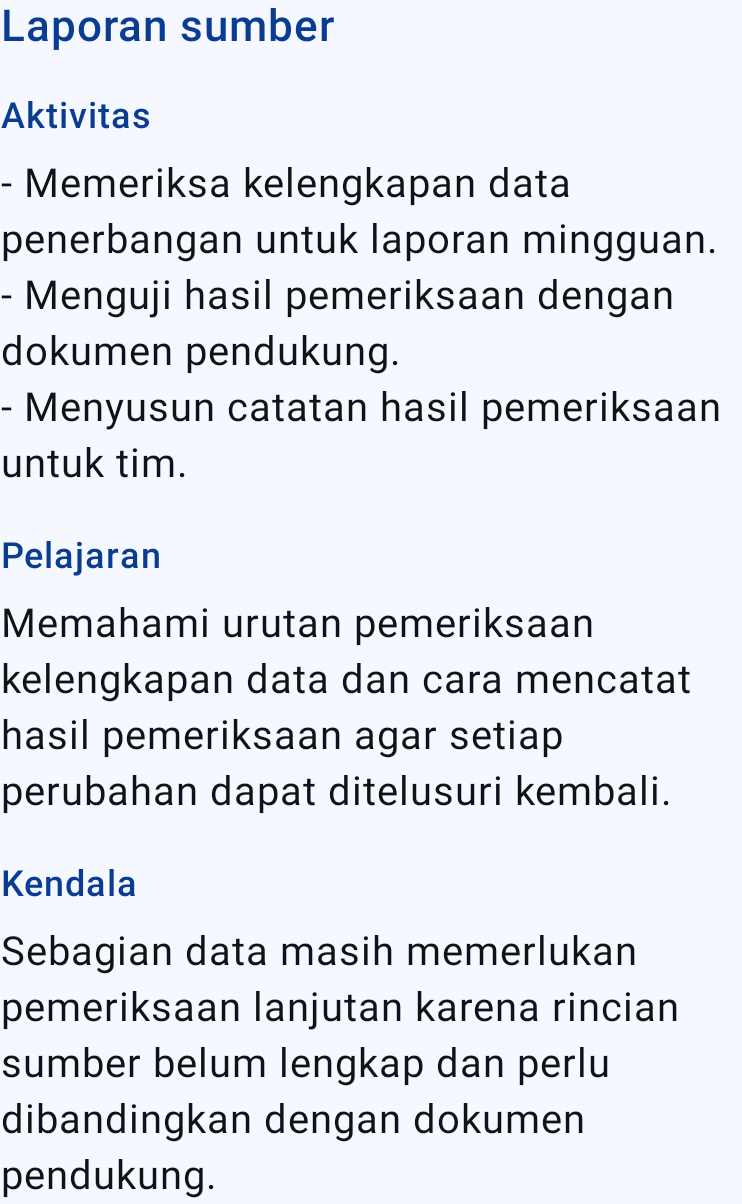 Laporan sumber
Aktivitas
- Memeriksa kelengkapan data
penerbangan untuk laporan mingguan.
- Menguji hasil pemeriksaan dengan
dokumen pendukung.
- Menyusun catatan hasil pemeriksaan
untuk tim.
Pelajaran
Memahami urutan pemeriksaan
kelengkapan data dan cara mencatat
hasil pemeriksaan agar setiap
perubahan dapat ditelusuri kembali.
Kendala
Sebagian data masih memerlukan
pemeriksaan lanjutan karena rincian
sumber belum lengkap dan perlu
dibandingkan dengan dokumen
pendukung.